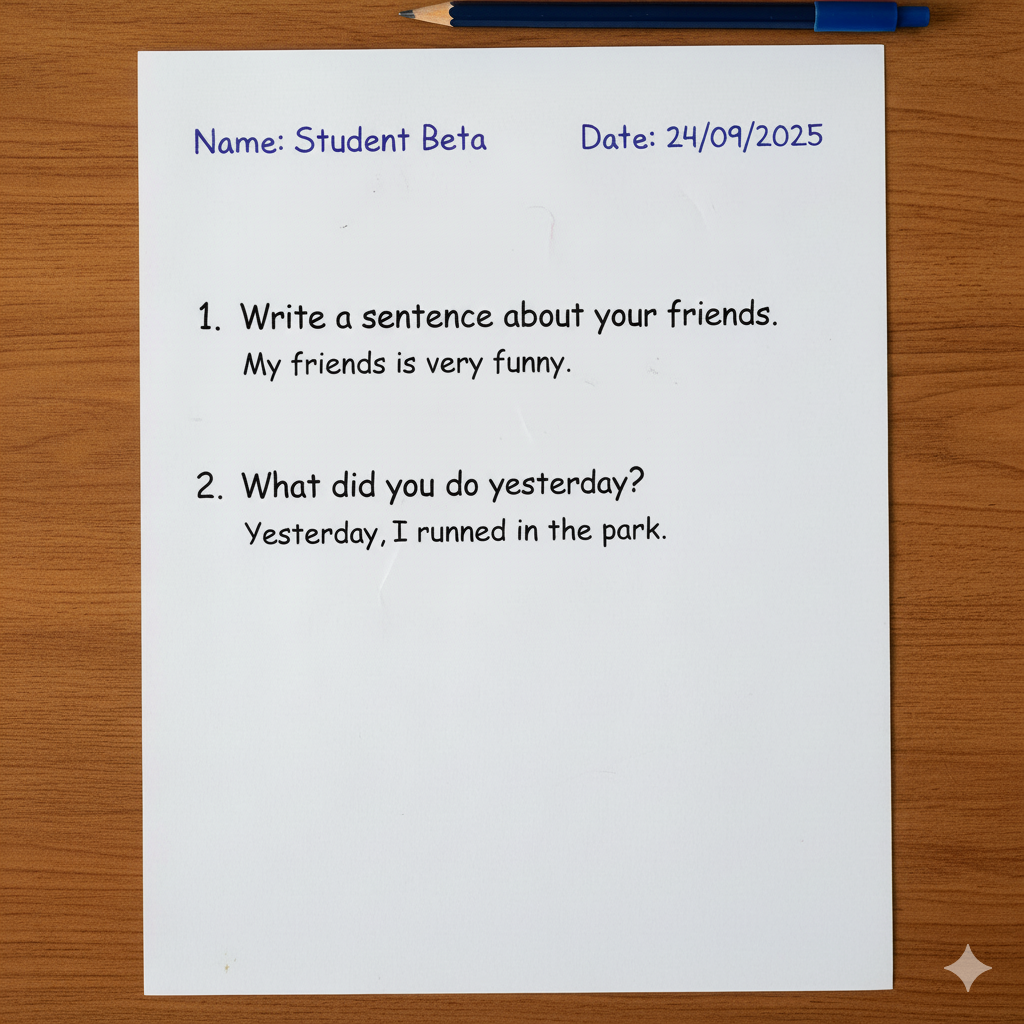 Name: Student Beta Date: 24/09/2025
1. Write a sentence about your friends.
My friends is very funny.
2. What did you do yesterday?
Yesterday, I runned in the park.